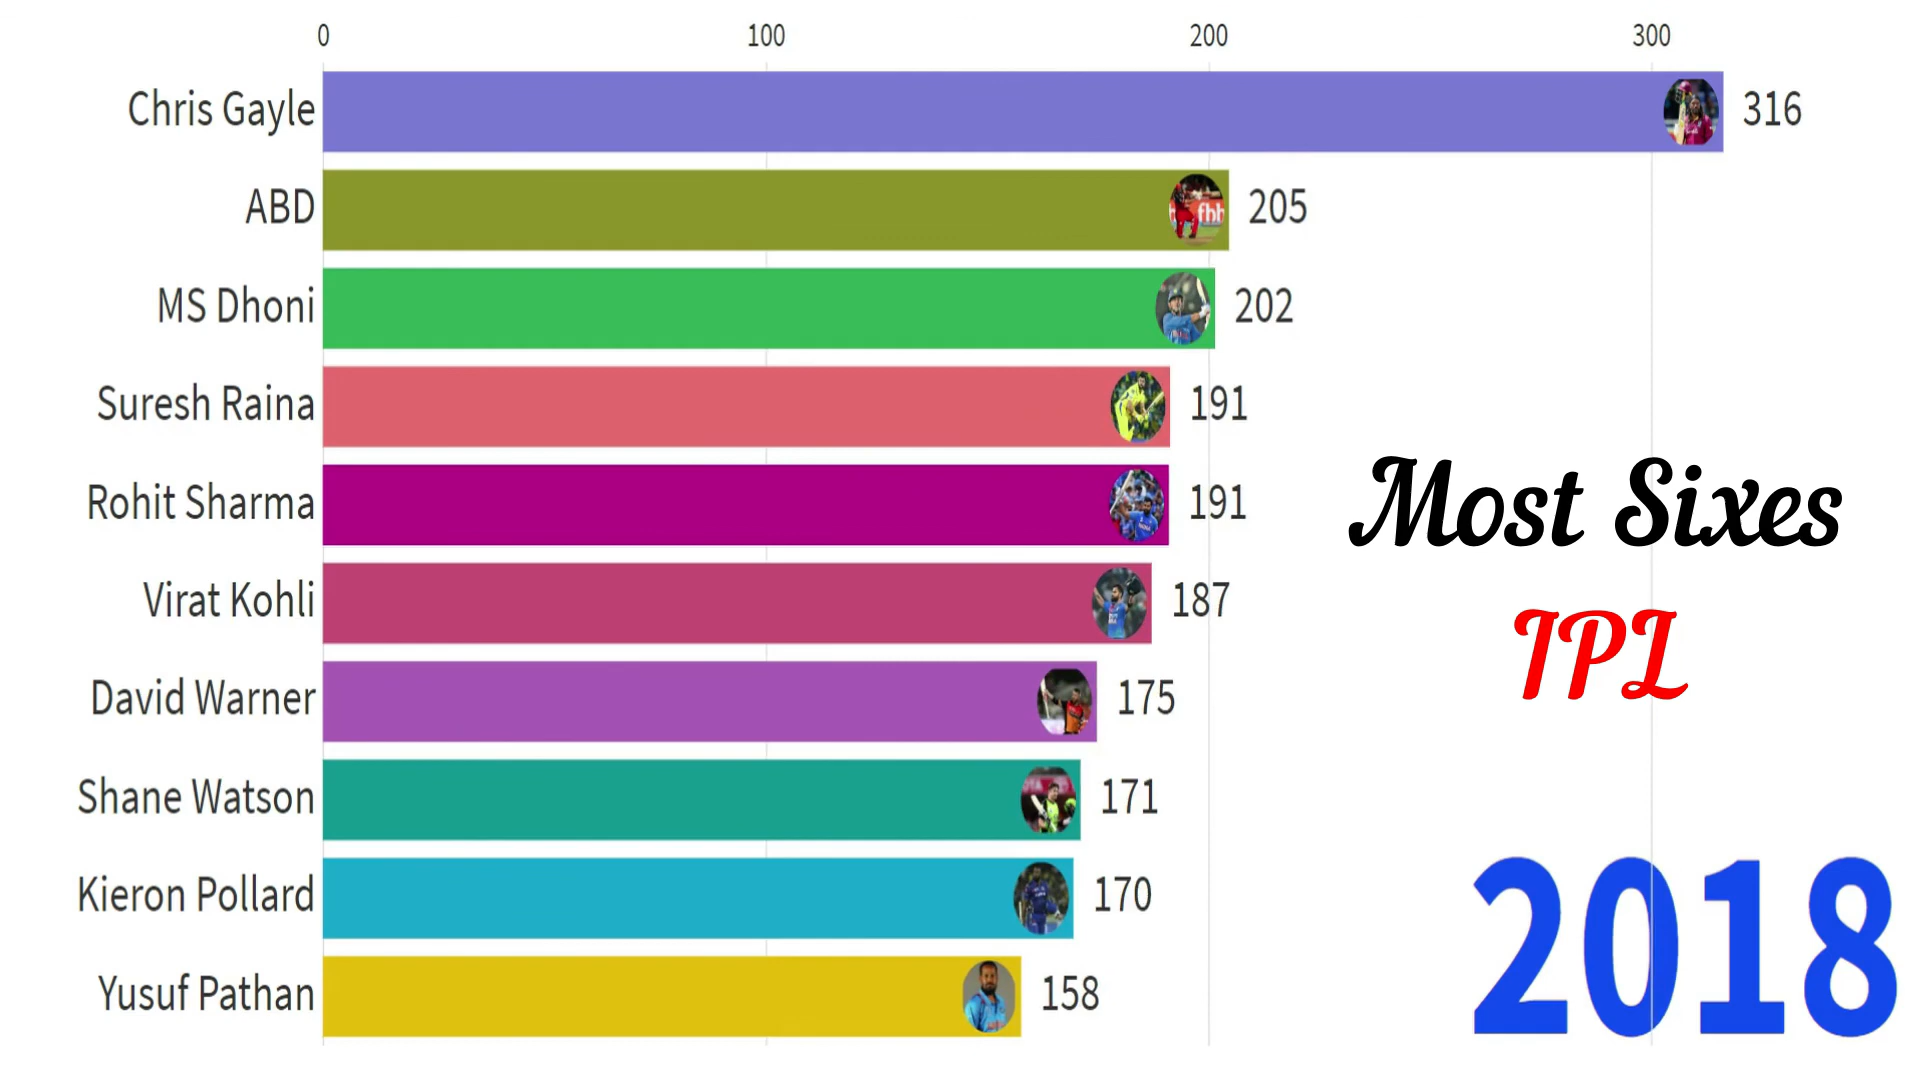 0 100 200 300
Chris Gayle 316
ABD 205
MS Dhoni 202
Suresh Raina 191
Rohit Sharma 191
Virat Kohli 187
David Warner 175
Shane Watson 171
Kieron Pollard 170
Yusuf Pathan 158
Most Sixes
IPL
2018
fbb